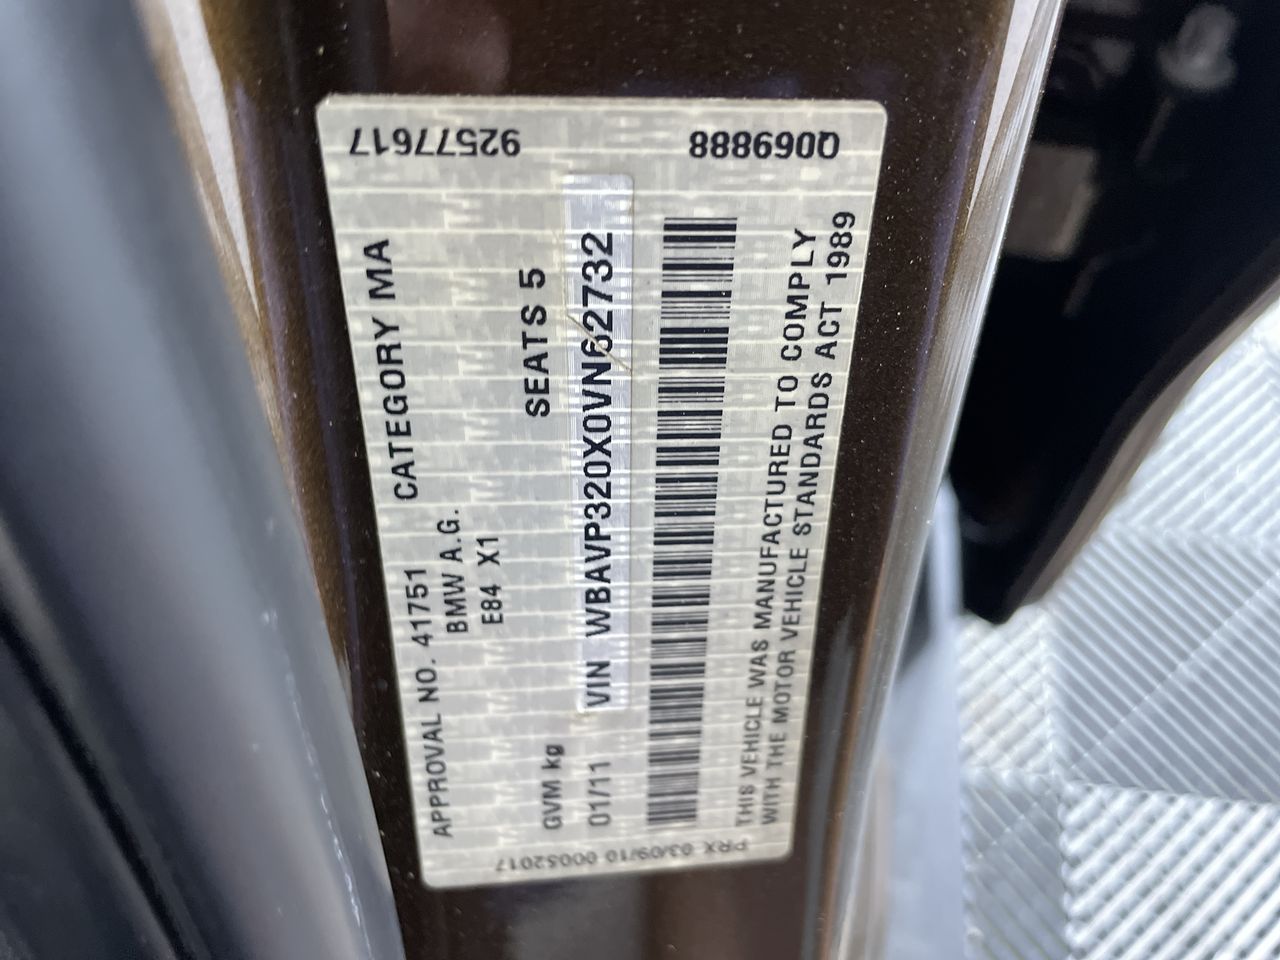 APPROVAL NO. 41751 CATEGORY MA
BMW A.G.
E84 X1
SEATS 5
GVM kg
01/11 VIN WBAVP320X0VN62732
THIS VEHICLE WAS MANUFACTURED TO COMPLY
WITH THE MOTOR VEHICLE STANDARDS ACT 1989
92577617
Q069888
PRX 03/09/10 00052017